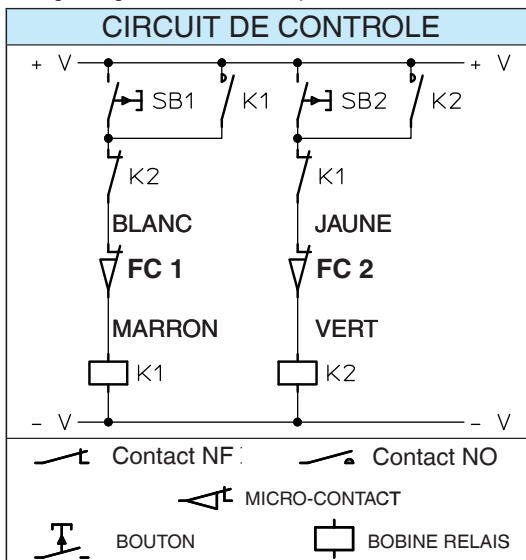 CIRCUIT DE CONTROLE
+ V + V
SB1 K1 SB2 K2
K2 K1
BLANC JAUNE
FC 1 FC 2
MARRON VERT
K1 K2
- V - V
Contact NF : Contact NO
MICRO-CONTACT
BOUTON BOBINE RELAIS